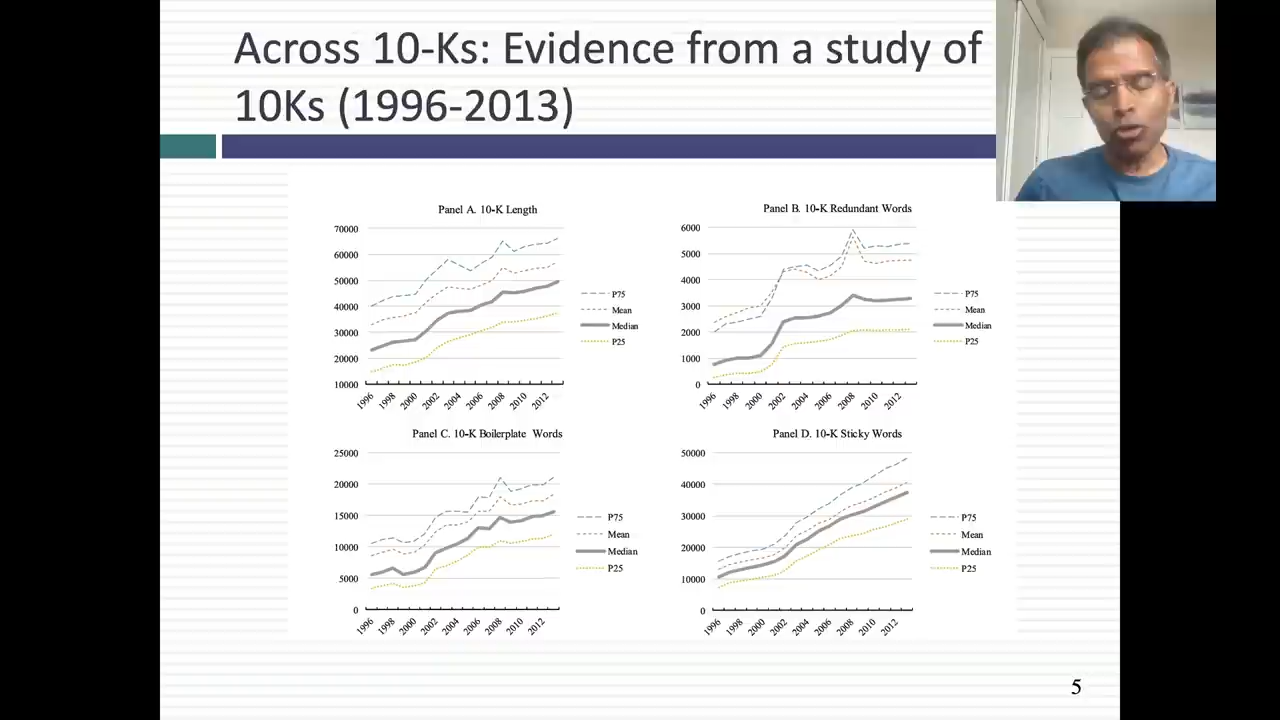 Across 10-Ks: Evidence from a study of
10Ks (1996-2013)
Panel A. 10-K Length
70000
60000
50000
40000
30000
20000
10000
1996
1998
2000
2002
2004
2006
2008
2010
2012
P75
Mean
Median
P25
Panel B. 10-K Redundant Words
6000
5000
4000
3000
2000
1000
0
1996
1998
2000
2002
2004
2006
2008
2010
2012
P75
Mean
Median
P25
Panel C. 10-K Boilerplate Words
25000
20000
15000
10000
5000
0
1996
1998
2000
2002
2004
2006
2008
2010
2012
P75
Mean
Median
P25
Panel D. 10-K Sticky Words
50000
40000
30000
20000
10000
0
1996
1998
2000
2002
2004
2006
2008
2010
2012
P75
Mean
Median
P25
5